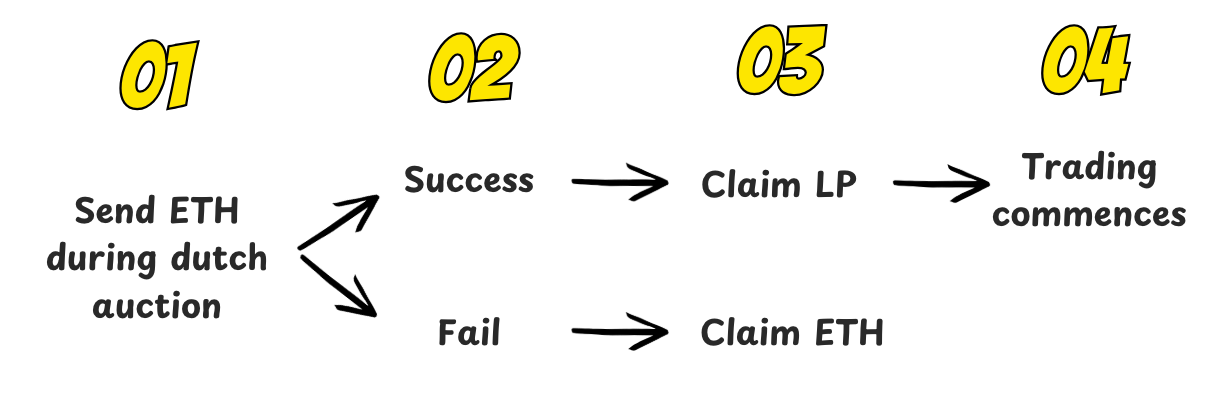 01
02
03
04
Send ETH
during dutch
auction
Success
Claim LP
Trading
commences
Fail
Claim ETH